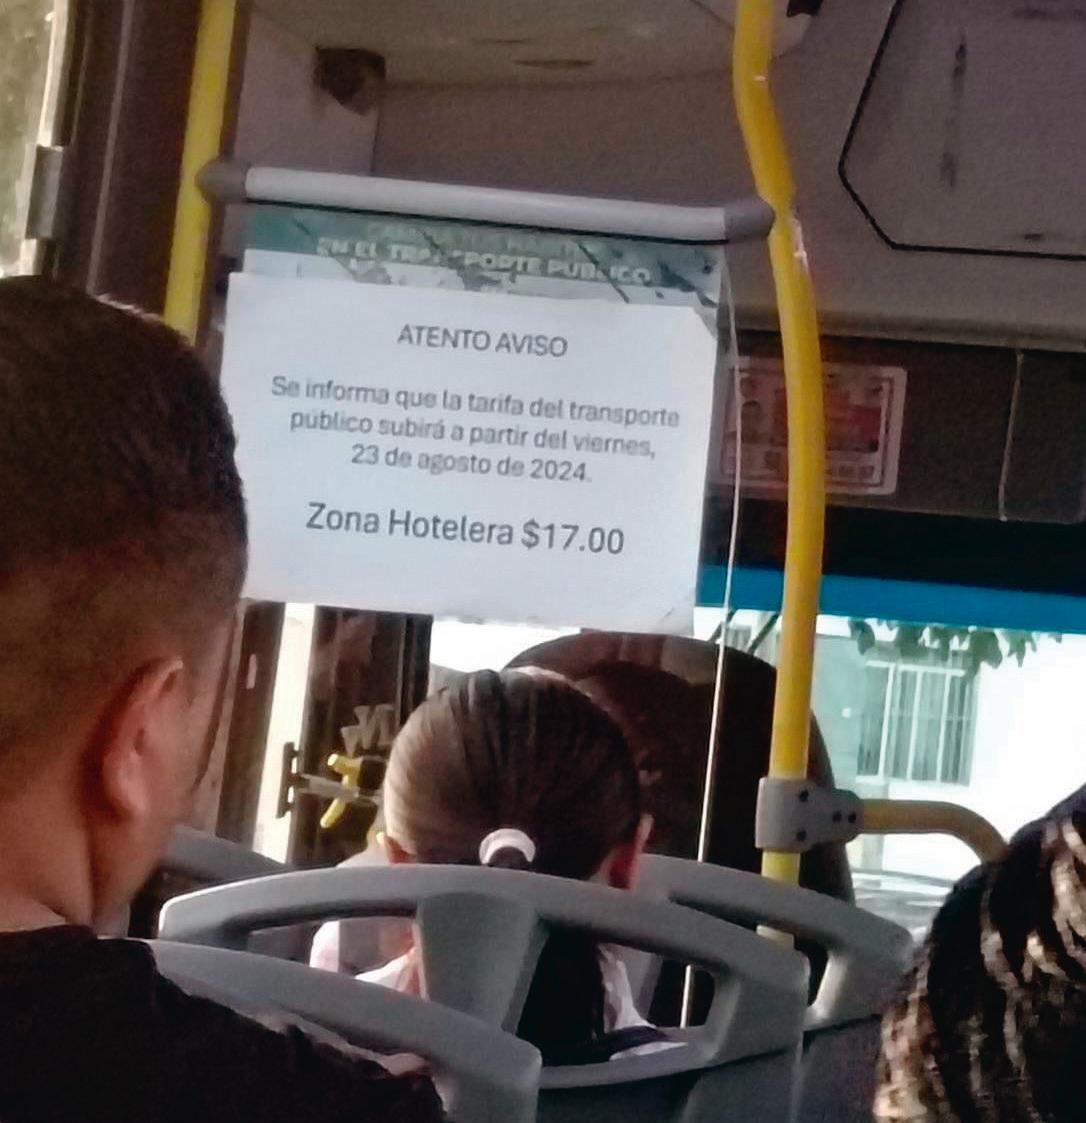 EN EL TRANSPORTE PÚBLICO
ATENTO AVISO
Se informa que la tarifa del transporte
público subirá a partir del viernes,
23 de agosto de 2024.
Zona Hotelera $17.00